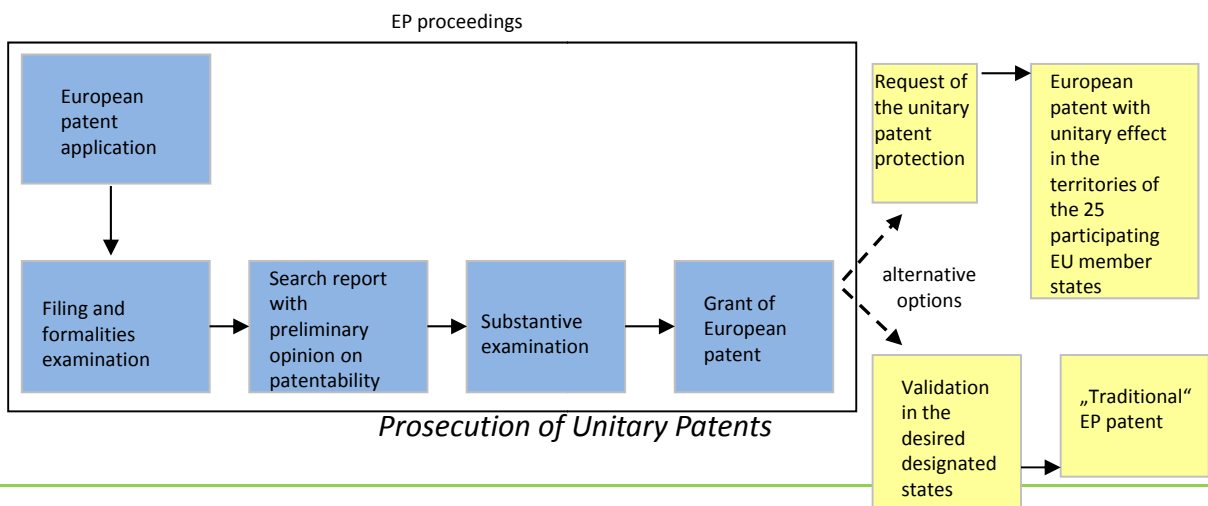 EP proceedings
European
patent
application
Filing and
formalities
examination
Search report
with
preliminary
opinion on
patentability
Substantive
examination
Grant of
European
patent
alternative
options
Request of
the unitary
patent
protection
European
patent with
unitary effect
in the
territories of
the 25
participating
EU member
states
Validation
in the
desired
designated
states
„Traditional“
EP patent
Prosecution of Unitary Patents